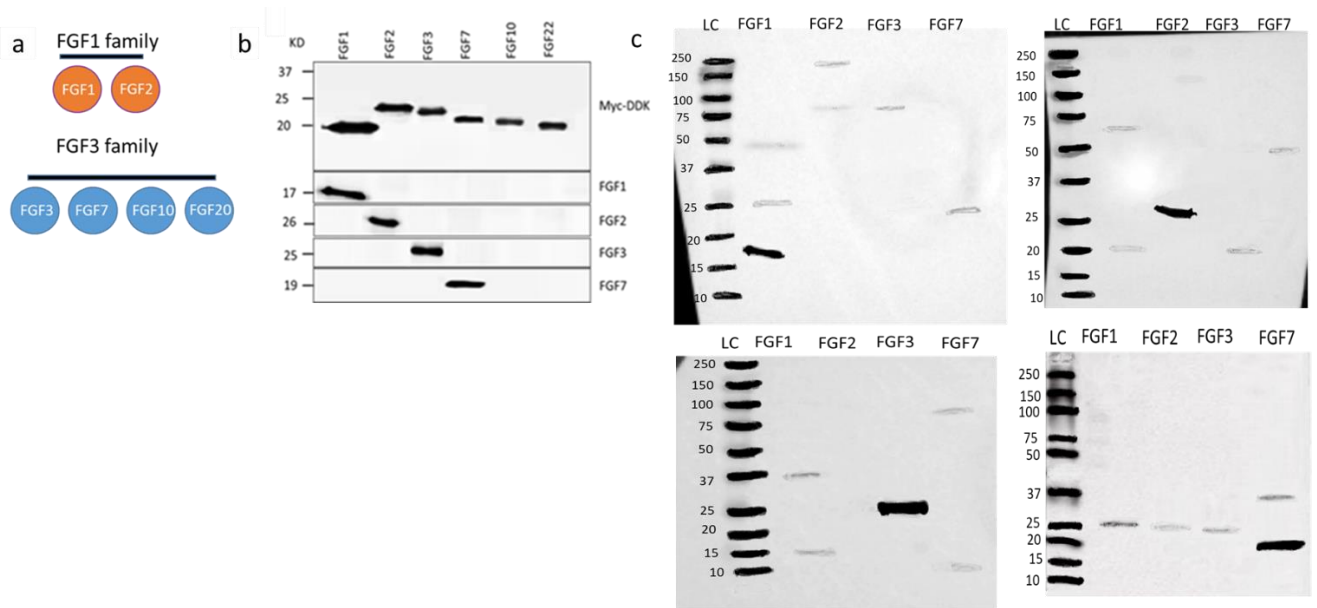 a
FGF1 family
FGF1 FGF2
FGF3 family
FGF3 FGF7 FGF10 FGF20
b
KD
FGF1 FGF2 FGF3 FGF7 FGF10 FGF22
37
25
20
Myc-DDK
17 FGF1
26 FGF2
25 FGF3
19 FGF7
c
LC FGF1 FGF2 FGF3 FGF7
250
150
100
75
50
37
25
20
15
10
LC FGF1 FGF2 FGF3 FGF7
250
150
100
75
50
37
25
20
15
10
LC FGF1 FGF2 FGF3 FGF7
250
150
100
75
50
37
25
20
15
10
LC FGF1 FGF2 FGF3 FGF7
250
150
100
75
50
37
25
20
15
10